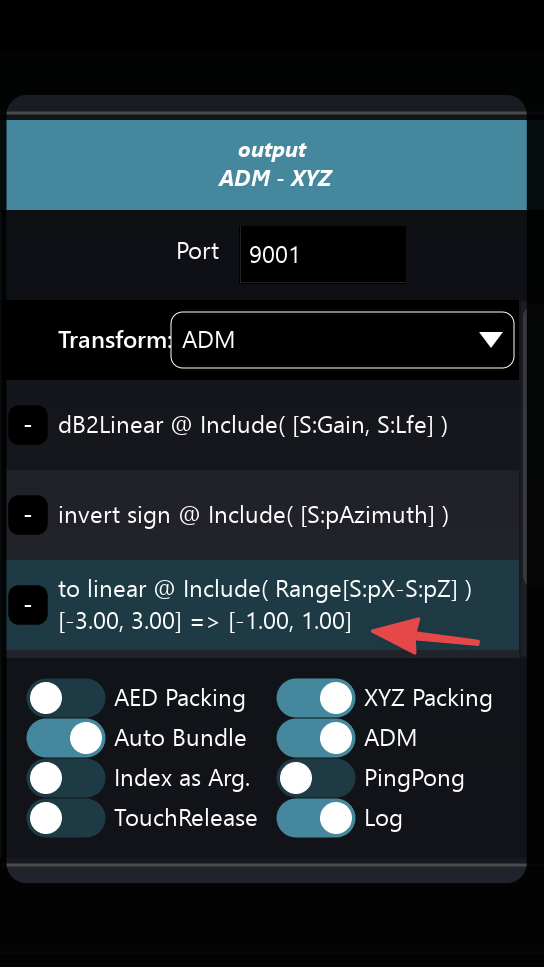 output
ADM - XYZ
Port 9001
Transform: ADM
- dB2Linear @ Include( [S:Gain, S:Lfe] )
- invert sign @ Include( [S:pAzimuth] )
- to linear @ Include( Range[S:pX-S:pZ] )
[-3.00, 3.00] => [-1.00, 1.00]
AED Packing XYZ Packing
Auto Bundle ADM
Index as Arg. PingPong
TouchRelease Log